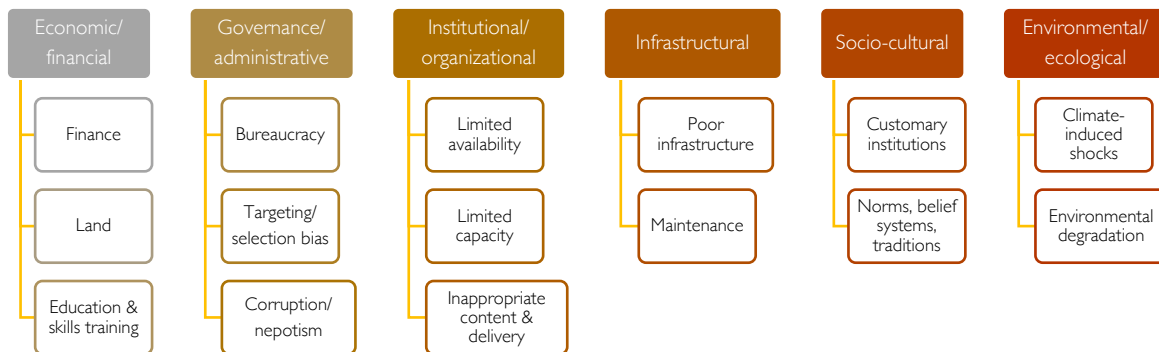 Economic/
financial
Finance
Land
Education &
skills training
Governance/
administrative
Bureaucracy
Targeting/
selection bias
Corruption/
nepotism
Institutional/
organizational
Limited
availability
Limited
capacity
Inappropriate
content &
delivery
Infrastructural
Poor
infrastructure
Maintenance
Socio-cultural
Customary
institutions
Norms, belief
systems,
traditions
Environmental/
ecological
Climate-
induced
shocks
Environmental
degradation